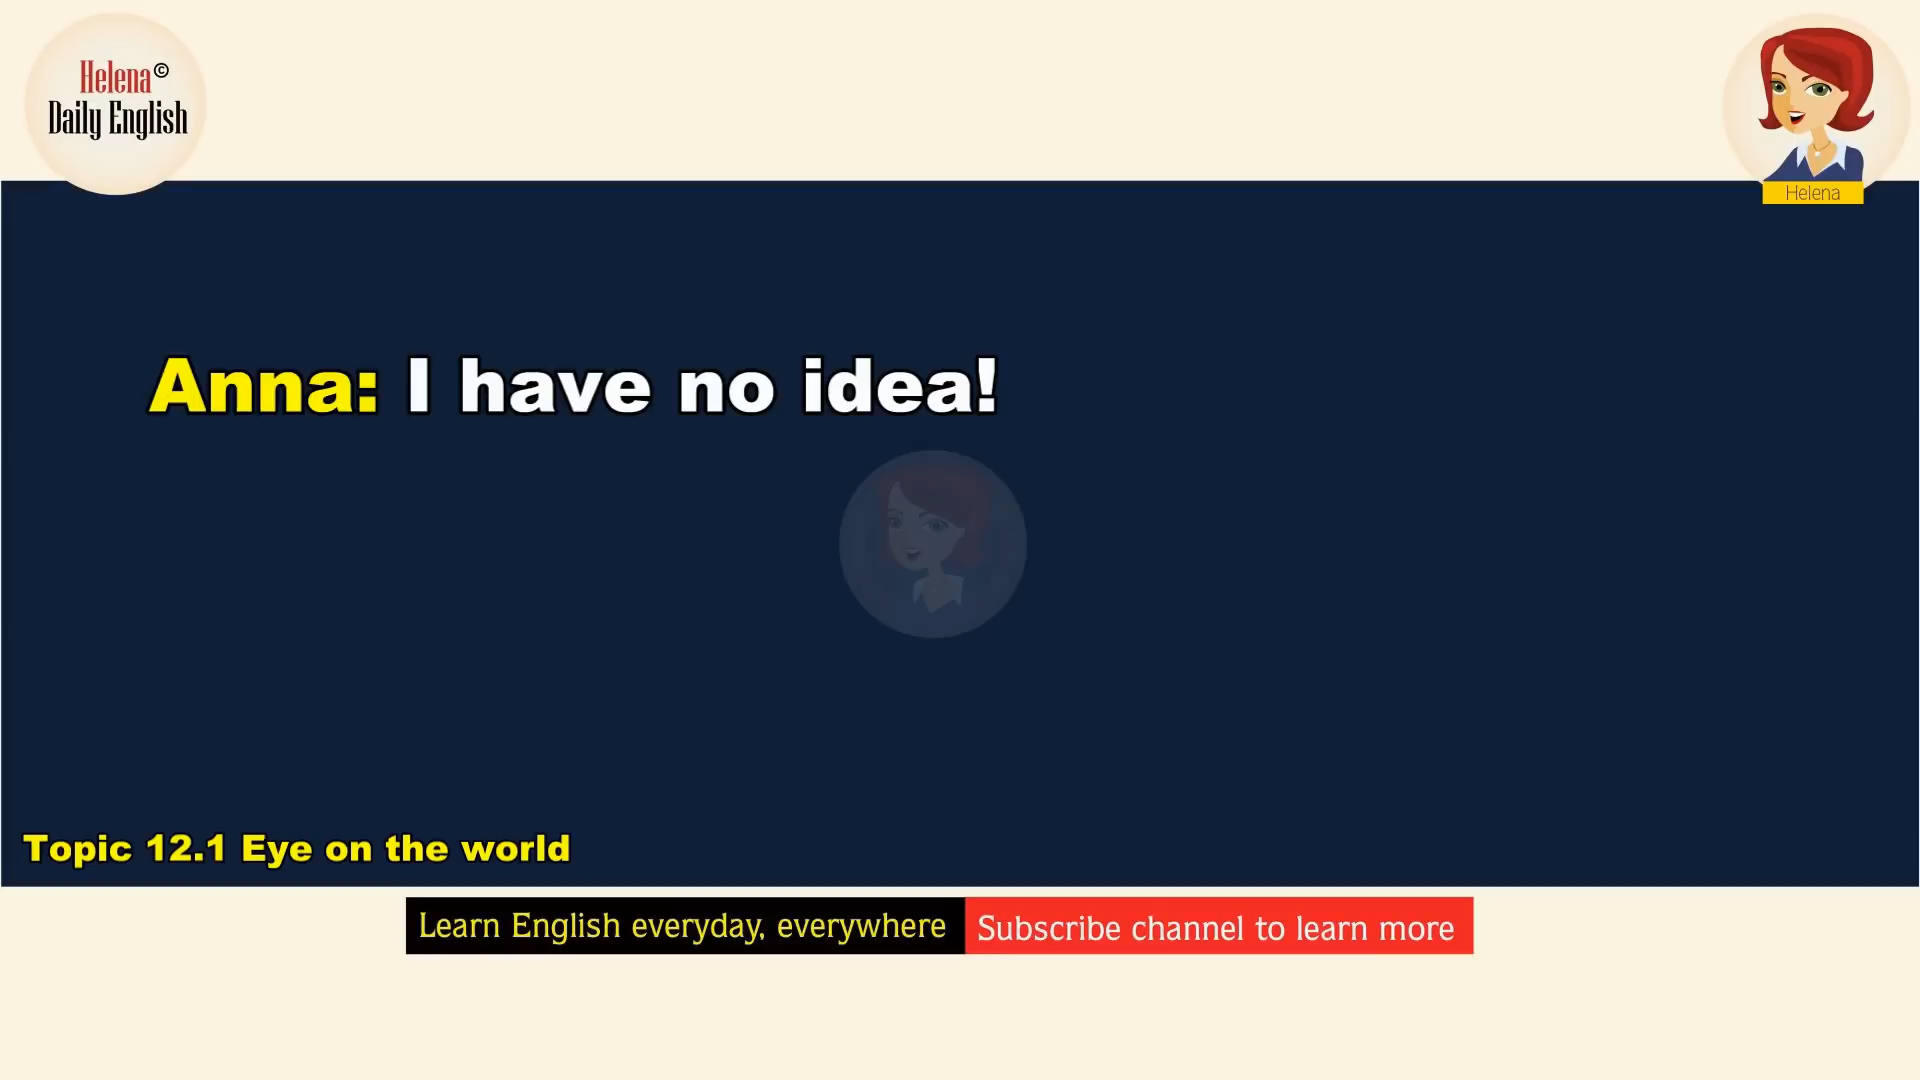 Helena©
Daily English
Helena
Anna: I have no idea!
Topic 12.1 Eye on the world
Learn English everyday, everywhere
Subscribe channel to learn more